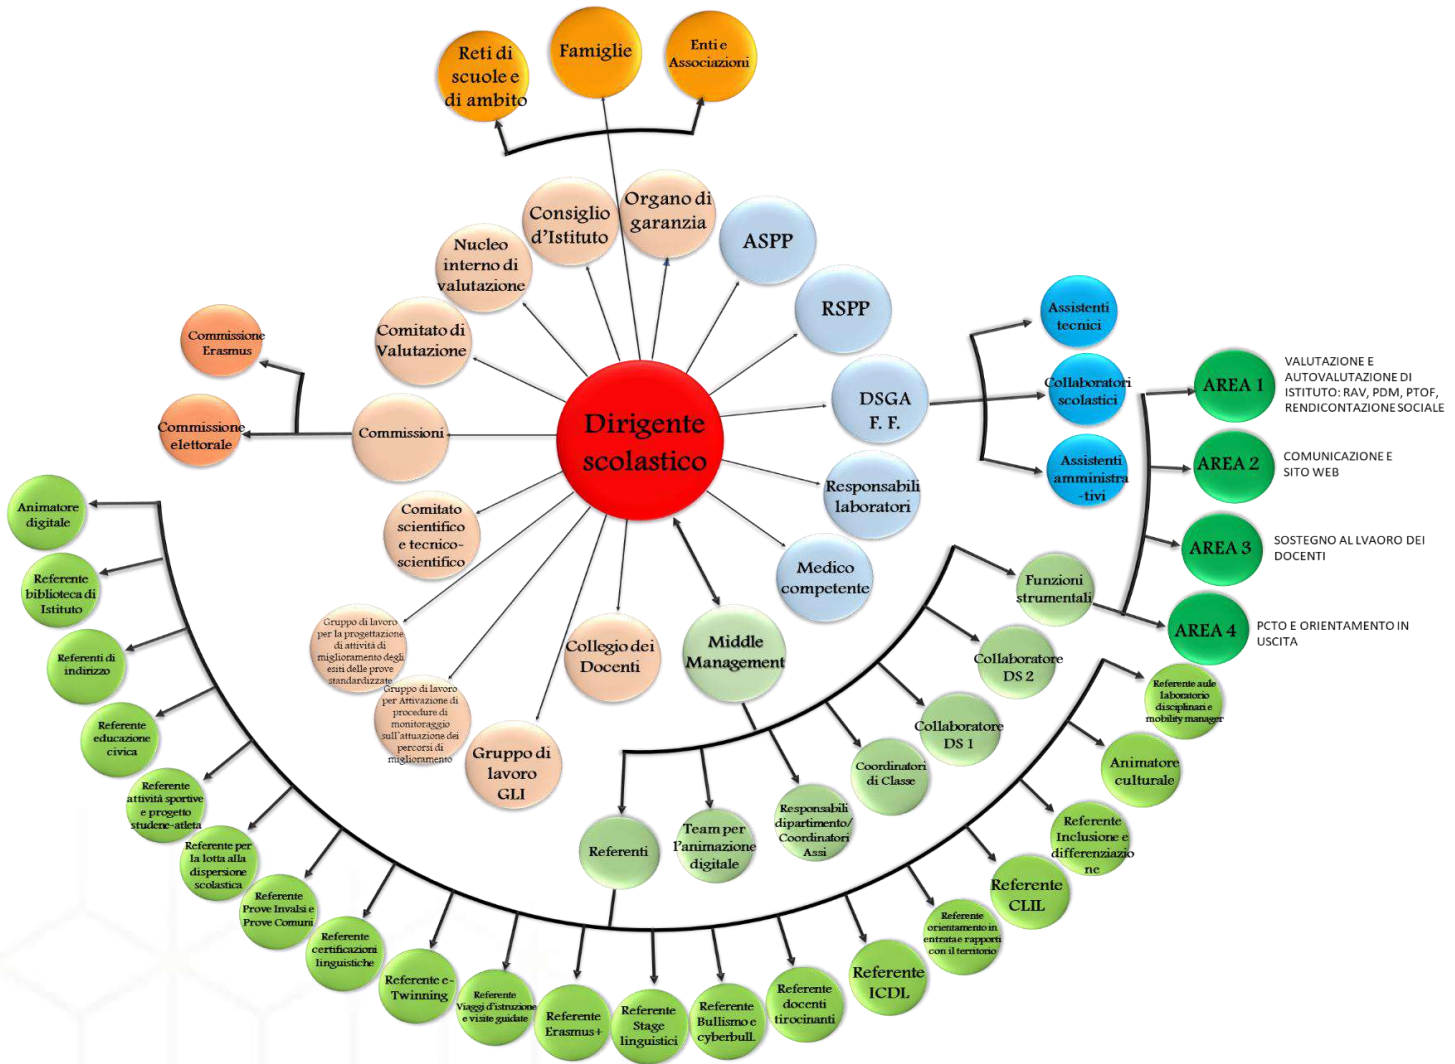 Reti di
scuole e
di ambito
Famiglie
Enti e
Associazioni
Consiglio
d'Istituto
Organo di
garanzia
Nucleo
interno di
valutazione
ASPP
RSPP
Comitato di
Valutazione
Commissione
Erasmus
Commissione
elettorale
Commissioni
Dirigente
scolastico
DSGA
F. F.
Assistenti
tecnici
Collaboratori
scolastici
Assistenti
amministra
-tivi
AREA 1
VALUTAZIONE E
AUTOVALUTAZIONE DI
ISTITUTO: RAV, PDM, PTOF,
RENDICONTAZIONE SOCIALE
AREA 2
COMUNICAZIONE E
SITO WEB
AREA 3
SOSTEGNO AL LVAORO DEI
DOCENTI
AREA 4
PCTO E ORIENTAMENTO IN
USCITA
Responsabili
laboratori
Medico
competente
Comitato
scientifico
e tecnico-
scientifico
Gruppo di lavoro
per la progettazione
di attività di
miglioramento degli
esiti delle prove
standardizzate
Gruppo di lavoro
per Attivazione di
procedure di
monitoraggio
sull'attuazione dei
percorsi di
miglioramento
Gruppo di
lavoro
GLI
Collegio dei
Docenti
Middle
Management
Funzioni
strumentali
Collaboratore
DS 2
Collaboratore
DS 1
Coordinatori
di Classe
Responsabili
dipartimento/
Coordinatori
Assi
Team per
l'animazione
digitale
Referenti
Animatore
digitale
Referente
biblioteca di
Istituto
Referenti di
indirizzo
Referente
educazione
civica
Referente
attività sportive
e progetto
studene-atleta
Referente per
la lotta alla
dispersione
scolastica
Referente
Prove Invalsi e
Prove Comuni
Referente
certificazioni
linguistiche
Referente e-
Twinning
Referente
Viaggi d'istruzione
e visite guidate
Referente
Erasmus+
Referente
Stage
linguistici
Referente
Bullismo e
cyberbull.
Referente
docenti
tirocinanti
Referente
ICDL
Referente
orientamento in
entrata e rapporti
con il territorio
Referente
CLIL
Referente
Inclusione e
differenziazio
ne
Animatore
culturale
Referente aule
laboratorio
disciplinari e
mobility manager